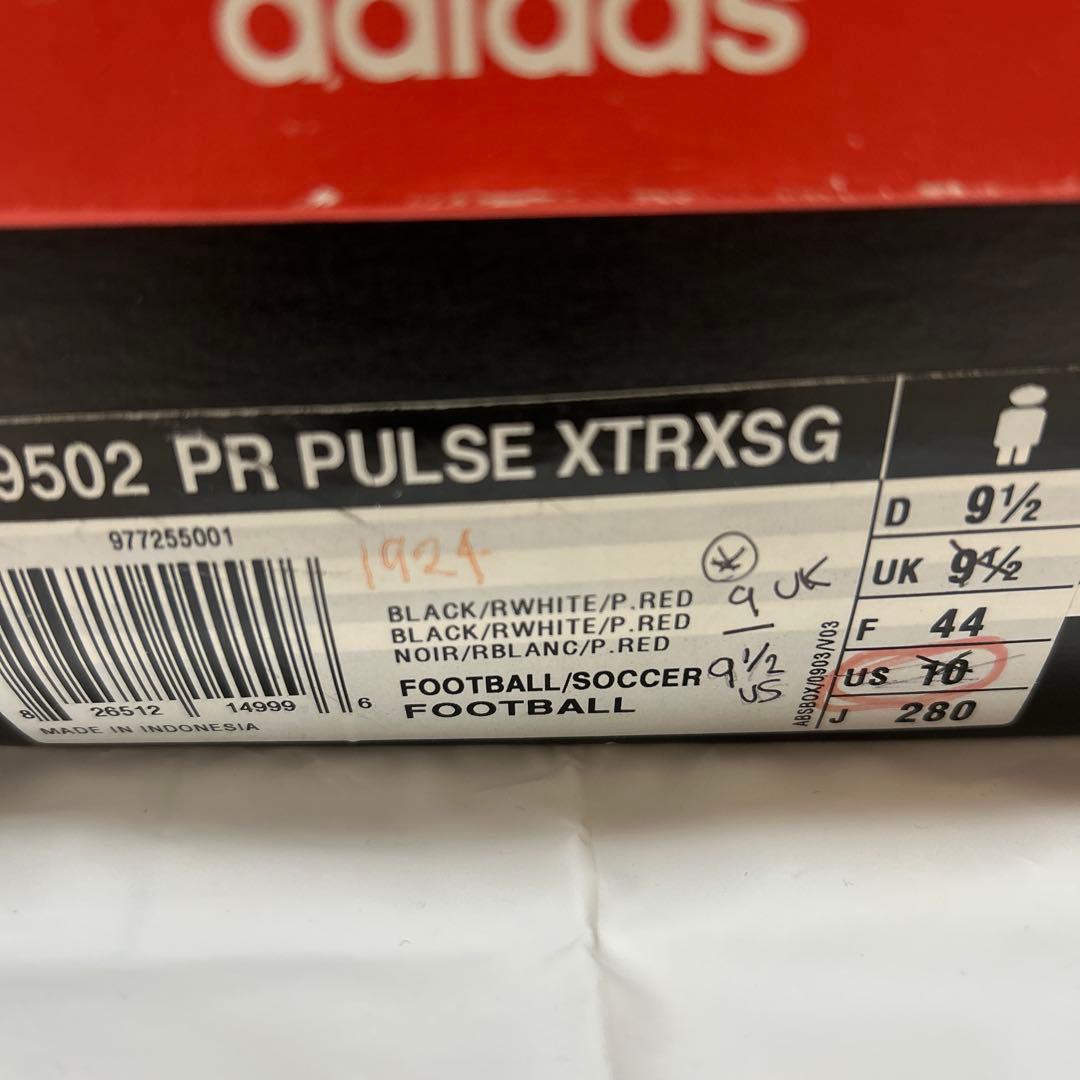 adidas
9502 PR PULSE XTRXSG
977255001
1924
BLACK/RWHITE/P.RED
BLACK/RWHITE/P.RED
NOIR/RBLANC/P.RED
FOOTBALL/SOCCER
FOOTBALL
9 UK
9 1/2
US
8 26512 14999 6
MADE IN INDONESIA
ABSBOX/0903/V03
D 9½
UK 9½
F 44
US 10
J 280